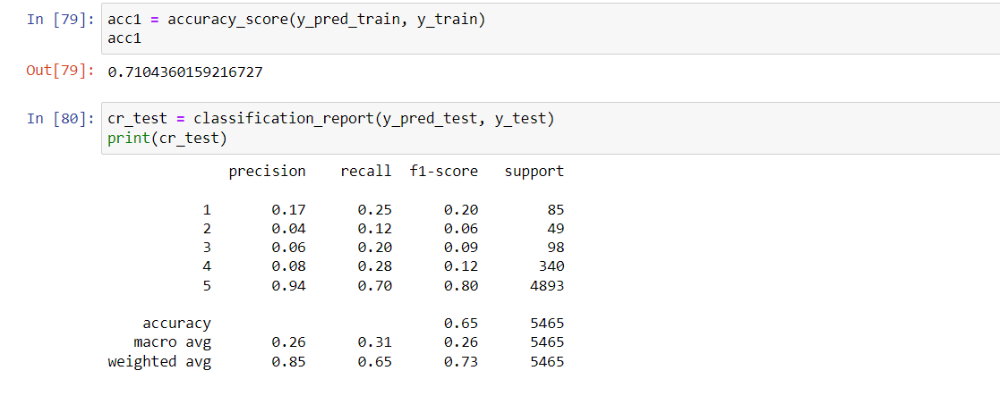 In [79]: acc1 = accuracy_score(y_pred_train, y_train)
acc1
Out[79]: 0.7104360159216727
In [80]: cr_test = classification_report(y_pred_test, y_test)
print(cr_test)
precision recall f1-score support
1 0.17 0.25 0.20 85
2 0.04 0.12 0.06 49
3 0.06 0.20 0.09 98
4 0.08 0.28 0.12 340
5 0.94 0.70 0.80 4893
accuracy 0.65 5465
macro avg 0.26 0.31 0.26 5465
weighted avg 0.85 0.65 0.73 5465